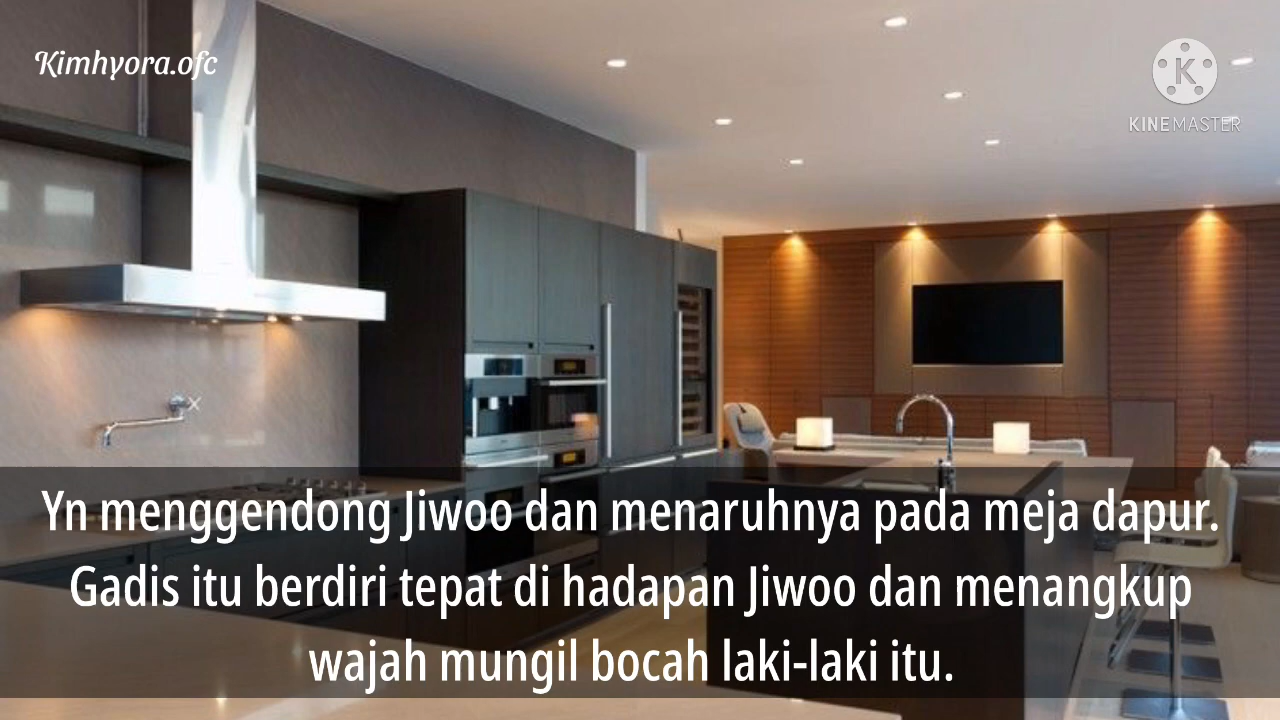 Kimhyora.ofc
KINEMASTER
Yn menggendong Jiwoo dan menaruhnya pada meja dapur.
Gadis itu berdiri tepat di hadapan Jiwoo dan menangkup
wajah mungil bocah laki-laki itu.